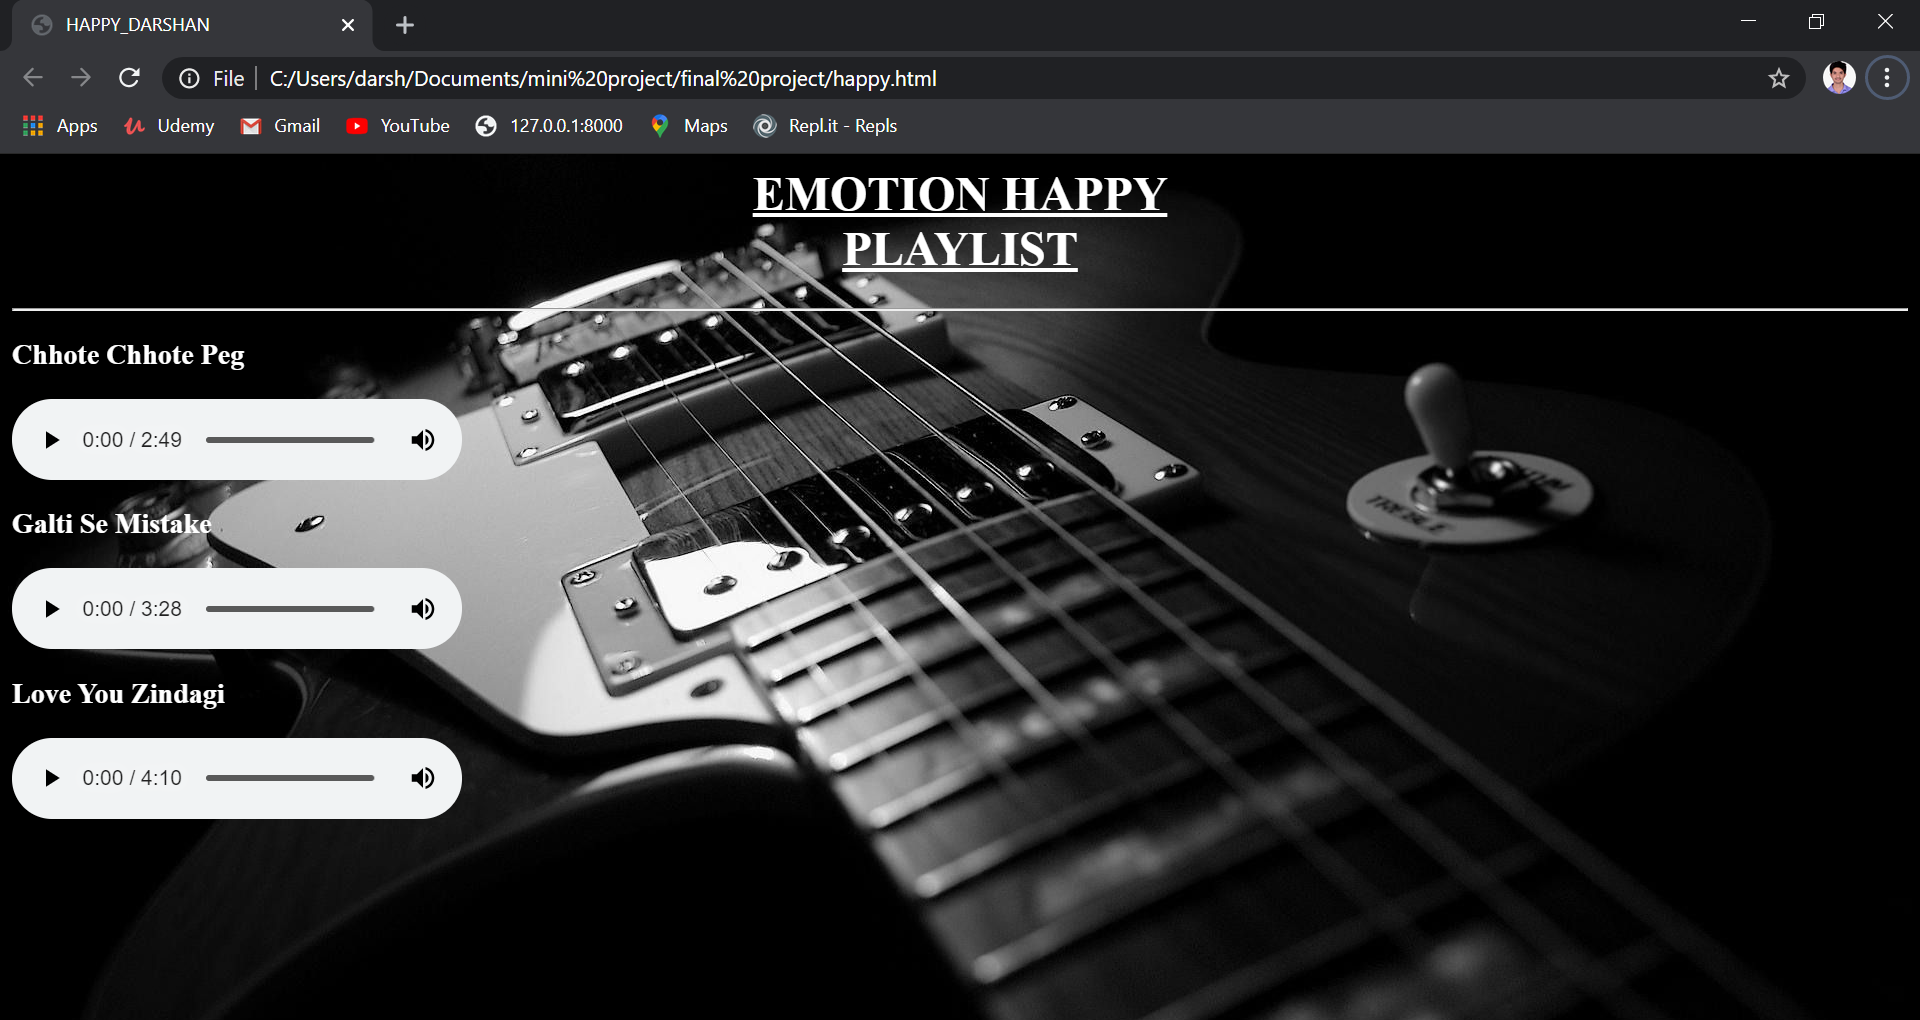 HAPPY_DARSHAN
File C:/Users/darsh/Documents/mini%20project/final%20project/happy.html
Apps Udemy Gmail YouTube 127.0.0.1:8000 Maps Repl.it - Repls
EMOTION HAPPY
PLAYLIST
Chhote Chhote Peg
0:00 / 2:49
Galti Se Mistake
0:00 / 3:28
TREBLE
Love You Zindagi
0:00 / 4:10